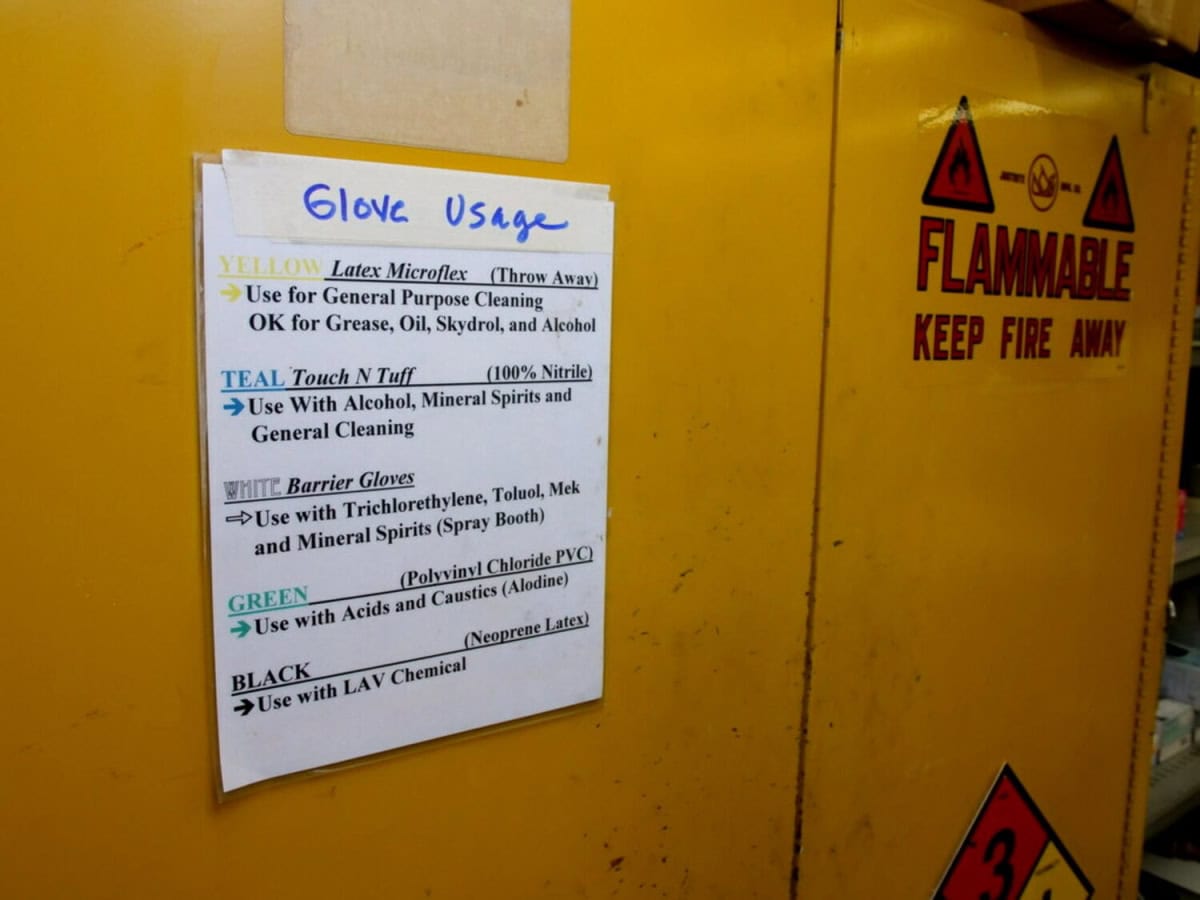 Glove Usage
YELLOW Latex Microflex (Throw Away)
Use for General Purpose Cleaning
OK for Grease, Oil, Skydrol, and Alcohol
TEAL Touch N Tuff (100% Nitrile)
Use With Alcohol, Mineral Spirits and
General Cleaning
WHITE Barrier Gloves
Use with Trichlorethylene, Toluol, Mek
and Mineral Spirits (Spray Booth)
GREEN (Polyvinyl Chloride PVC)
Use with Acids and Caustics (Alodine)
BLACK (Neoprene Latex)
Use with LAV Chemical
FLAMMABLE
KEEP FIRE AWAY
3